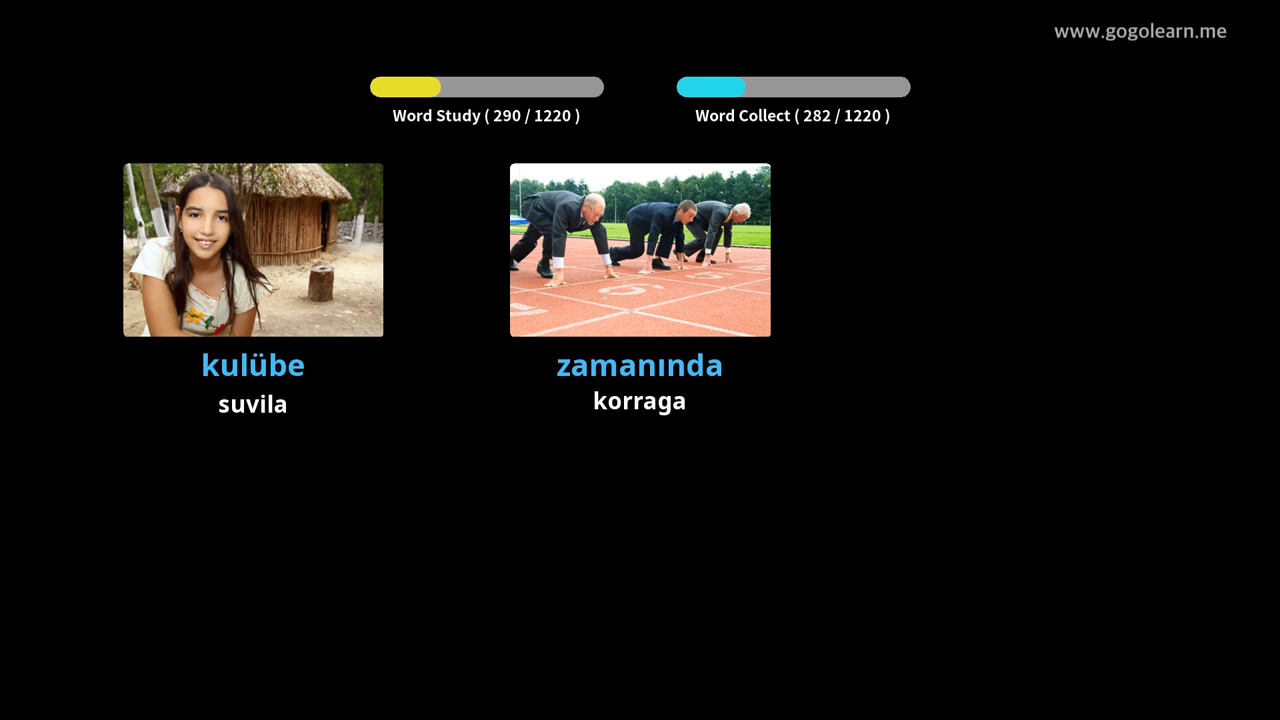 www.gogolearn.me
Word Study ( 290 / 1220 )
Word Collect ( 282 / 1220 )
kulübe
suvila
zamanında
korraga